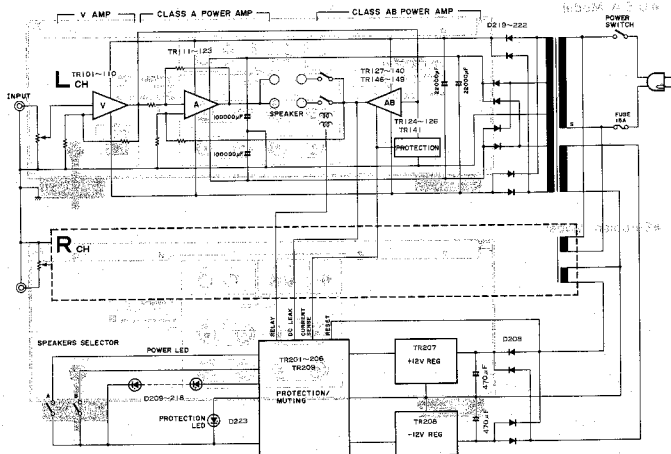 V AMP
CLASS A POWER AMP
CLASS AB POWER AMP
D219~222
POWER
SWITCH
L CH
TR101~110
TR111~123
TR127~140
TR146~149
INPUT
V
A
AB
SPEAKER
22000µF
22000µF
100000µF
100000µF
TR124~126
TR141
PROTECTION
S
FUSE
15A
R CH
RELAY
DC LEAK
CURRENT
SENSE
RESET
SPEAKERS SELECTOR
POWER LED
A
B
D209~218
PROTECTION
LED
D223
TR201~206
TR209
PROTECTION/
MUTING
TR207
+12V REG
TR208
-12V REG
470µF
470µF
D208